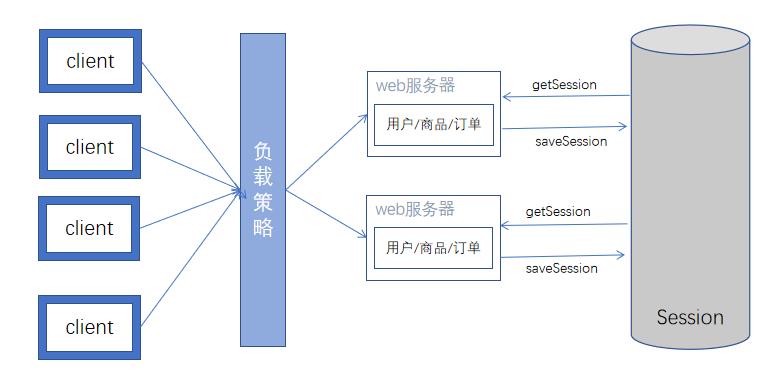 client
client
client
client
负载策略
web服务器
用户/商品/订单
web服务器
用户/商品/订单
getSession
saveSession
getSession
saveSession
Session